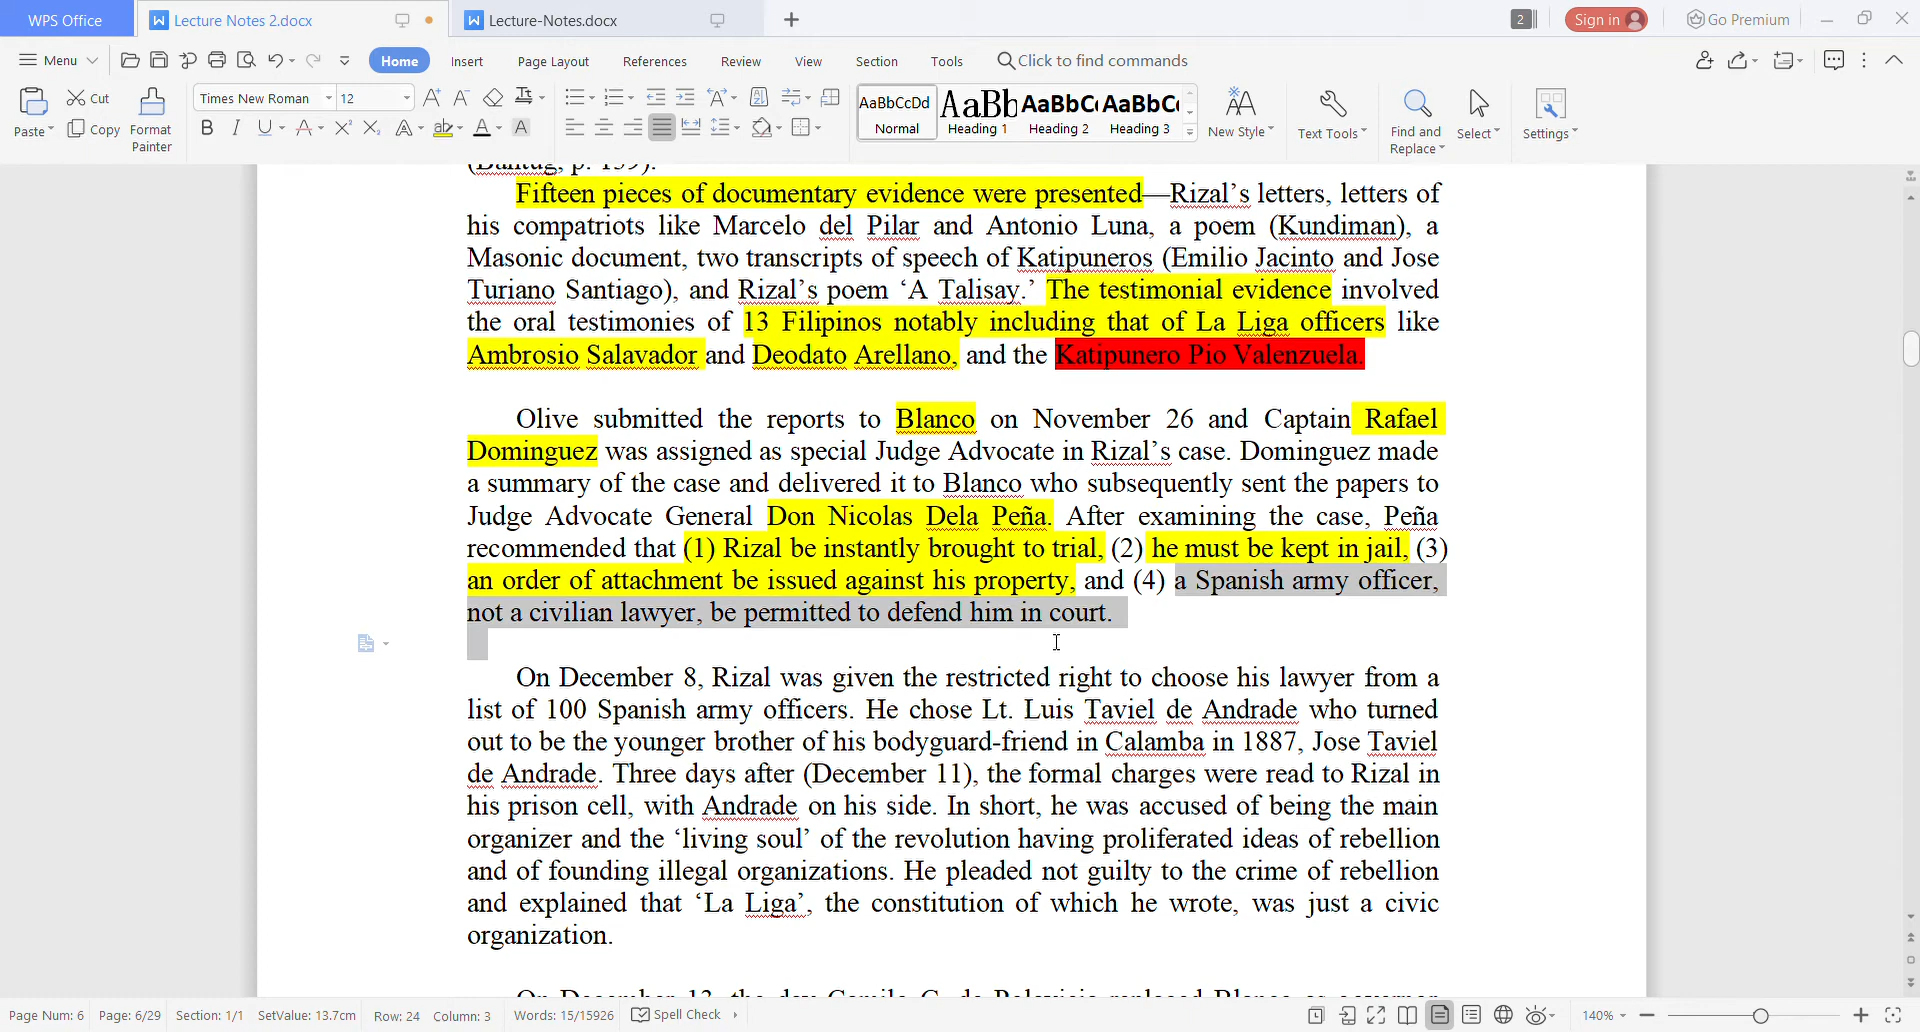 WPS Office
Lecture Notes 2.docx
Lecture-Notes.docx
2
Sign in
Go Premium
Menu
Home
Insert
Page Layout
References
Review
View
Section
Tools
Click to find commands
Paste
Cut
Copy
Format
Painter
Times New Roman
12
AaBbCcDd
Normal
AaBb
Heading 1
AaBbC
Heading 2
AaBbC
Heading 3
New Style
Text Tools
Find and
Replace
Select
Settings
Fifteen pieces of documentary evidence were presented—Rizal’s letters, letters of
his compatriots like Marcelo del Pilar and Antonio Luna, a poem (Kundiman), a
Masonic document, two transcripts of speech of Katipuneros (Emilio Jacinto and Jose
Turiano Santiago), and Rizal’s poem ‘A Talisay.’ The testimonial evidence involved
the oral testimonies of 13 Filipinos notably including that of La Liga officers like
Ambrosio Salavador and Deodato Arellano, and the Katipunero Pio Valenzuela.
Olive submitted the reports to Blanco on November 26 and Captain Rafael
Dominguez was assigned as special Judge Advocate in Rizal’s case. Dominguez made
a summary of the case and delivered it to Blanco who subsequently sent the papers to
Judge Advocate General Don Nicolas Dela Peña. After examining the case, Peña
recommended that (1) Rizal be instantly brought to trial, (2) he must be kept in jail, (3)
an order of attachment be issued against his property, and (4) a Spanish army officer,
not a civilian lawyer, be permitted to defend him in court.
On December 8, Rizal was given the restricted right to choose his lawyer from a
list of 100 Spanish army officers. He chose Lt. Luis Taviel de Andrade who turned
out to be the younger brother of his bodyguard-friend in Calamba in 1887, Jose Taviel
de Andrade. Three days after (December 11), the formal charges were read to Rizal in
his prison cell, with Andrade on his side. In short, he was accused of being the main
organizer and the ‘living soul’ of the revolution having proliferated ideas of rebellion
and of founding illegal organizations. He pleaded not guilty to the crime of rebellion
and explained that ‘La Liga’, the constitution of which he wrote, was just a civic
organization.
Page Num: 6
Page: 6/29
Section: 1/1
SetValue: 13.7cm
Row: 24
Column: 3
Words: 15/15926
Spell Check
140%